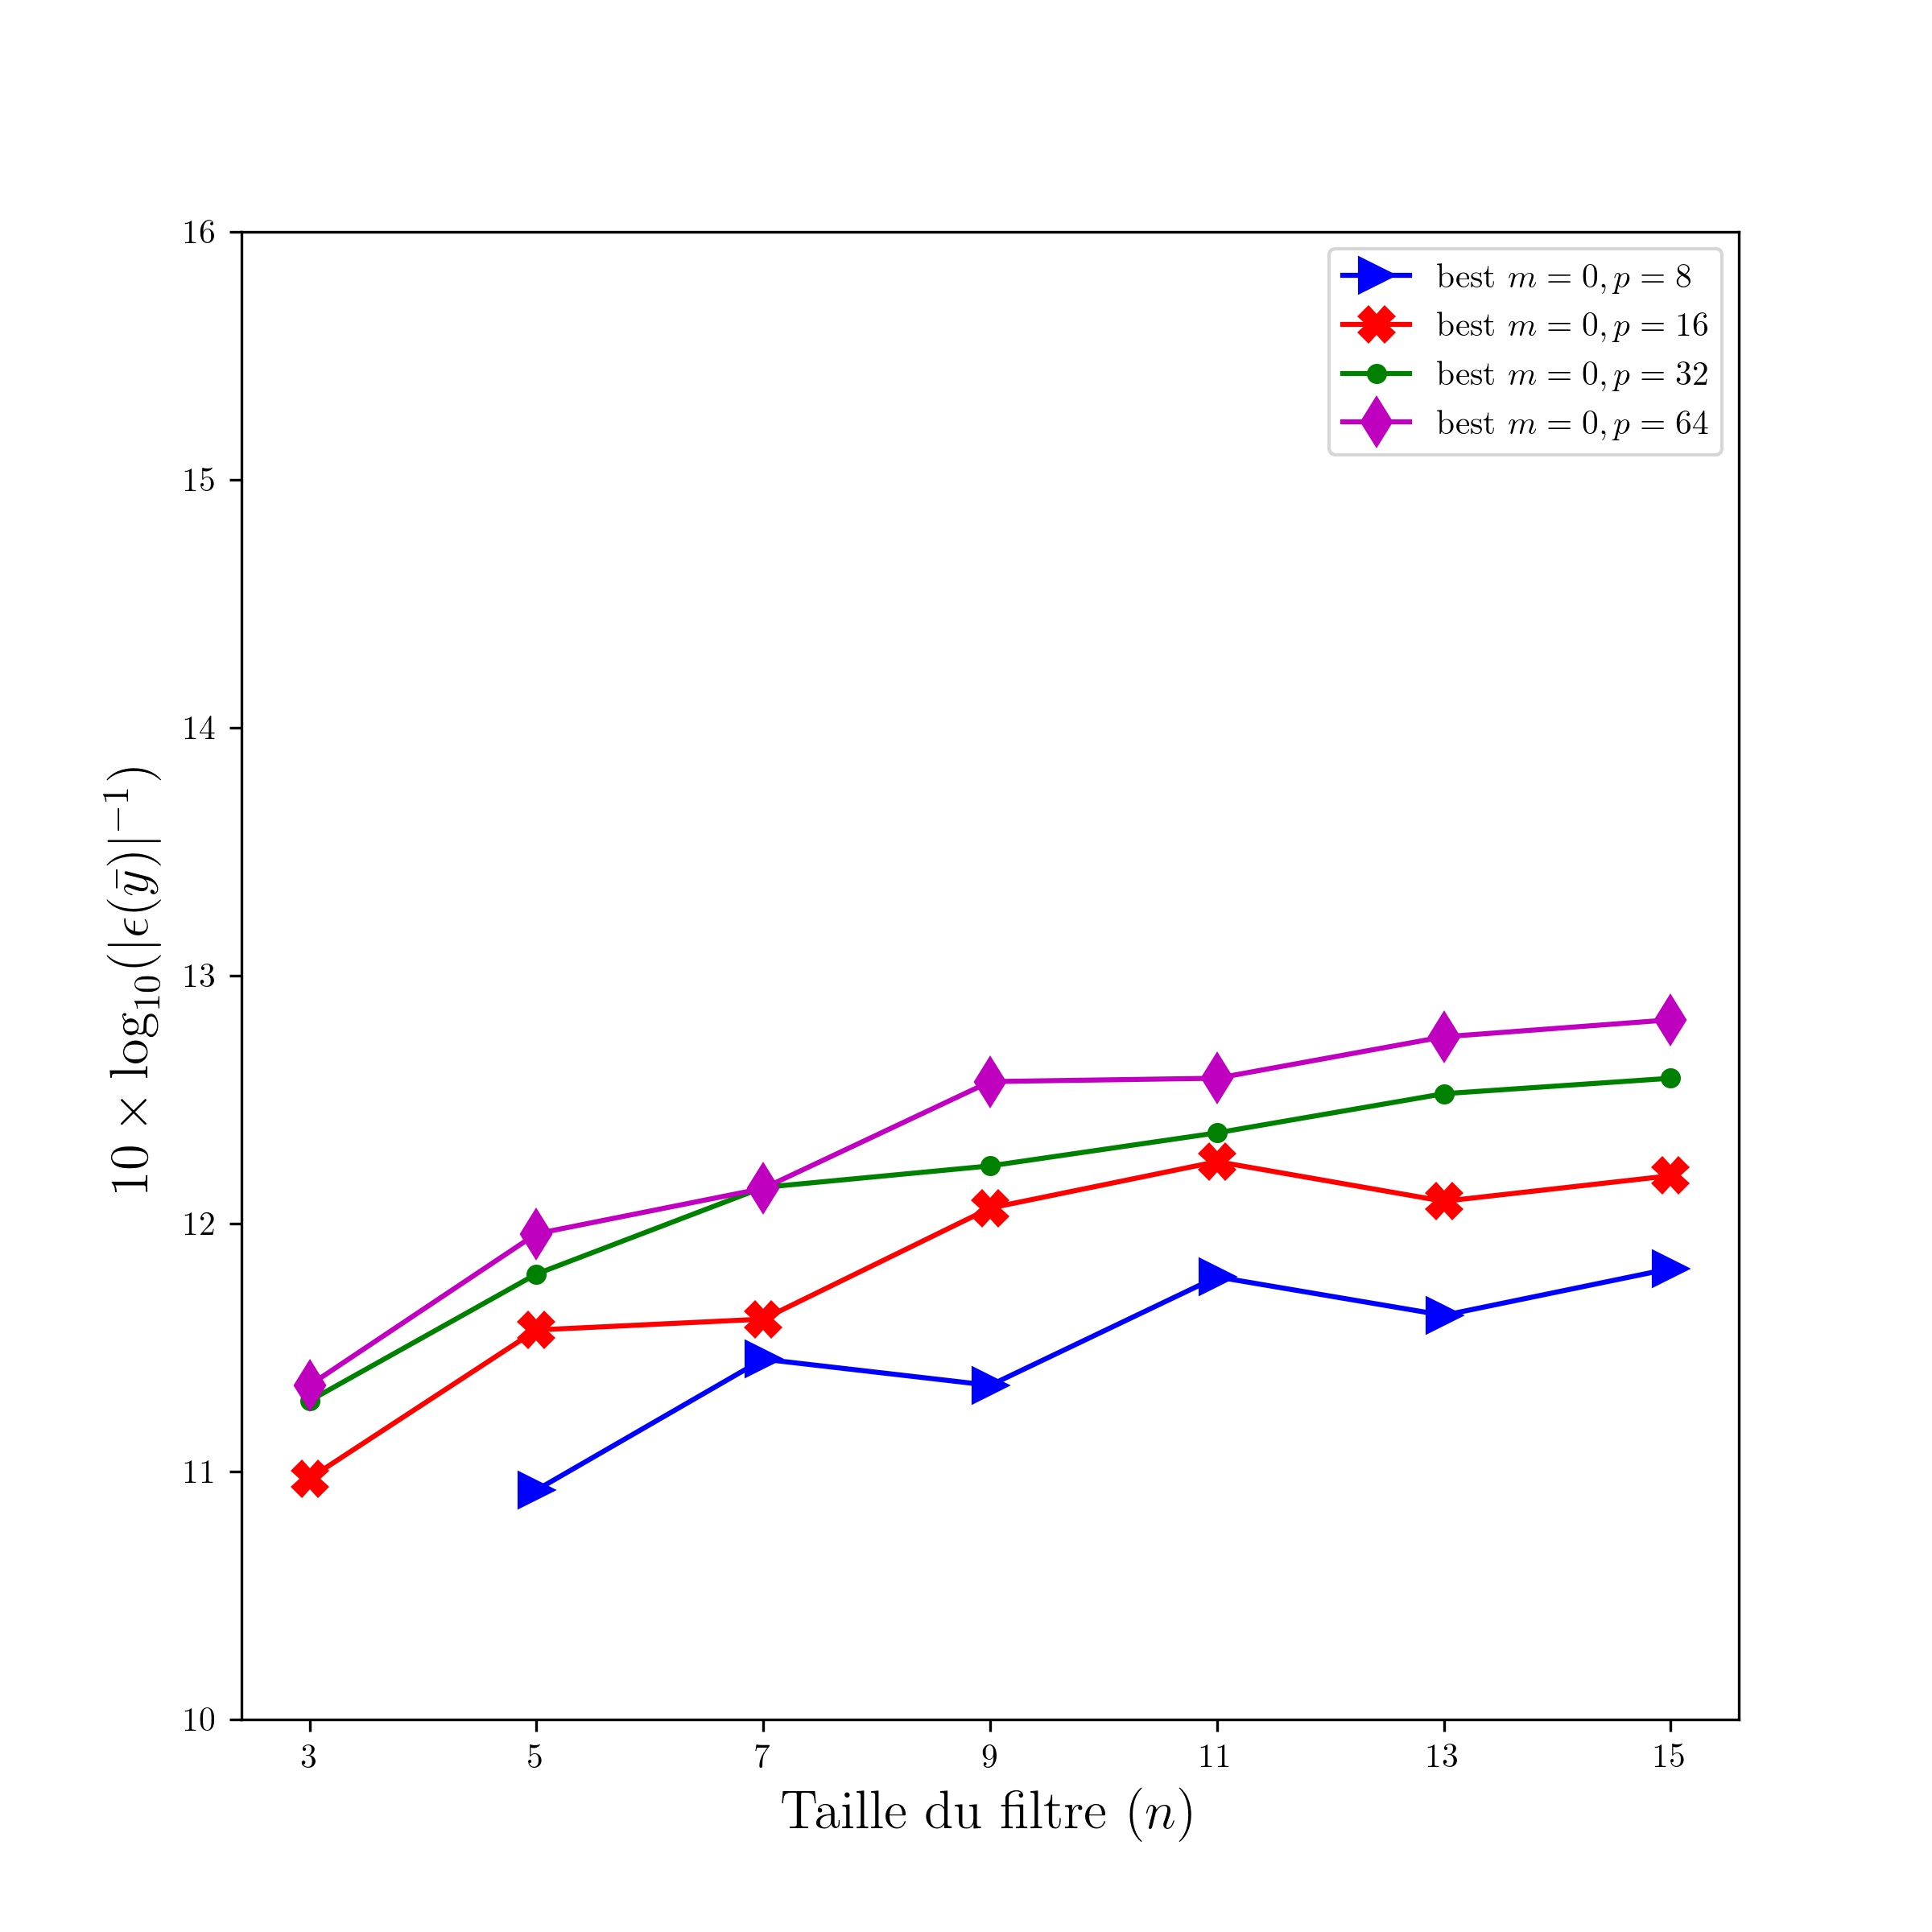 16
15
14
13
12
11
10
10 × log₁₀(|ϵ(ȳ)|⁻¹)
best m = 0, p = 8
best m = 0, p = 16
best m = 0, p = 32
best m = 0, p = 64
3 5 7 9 11 13 15
Taille du filtre (n)